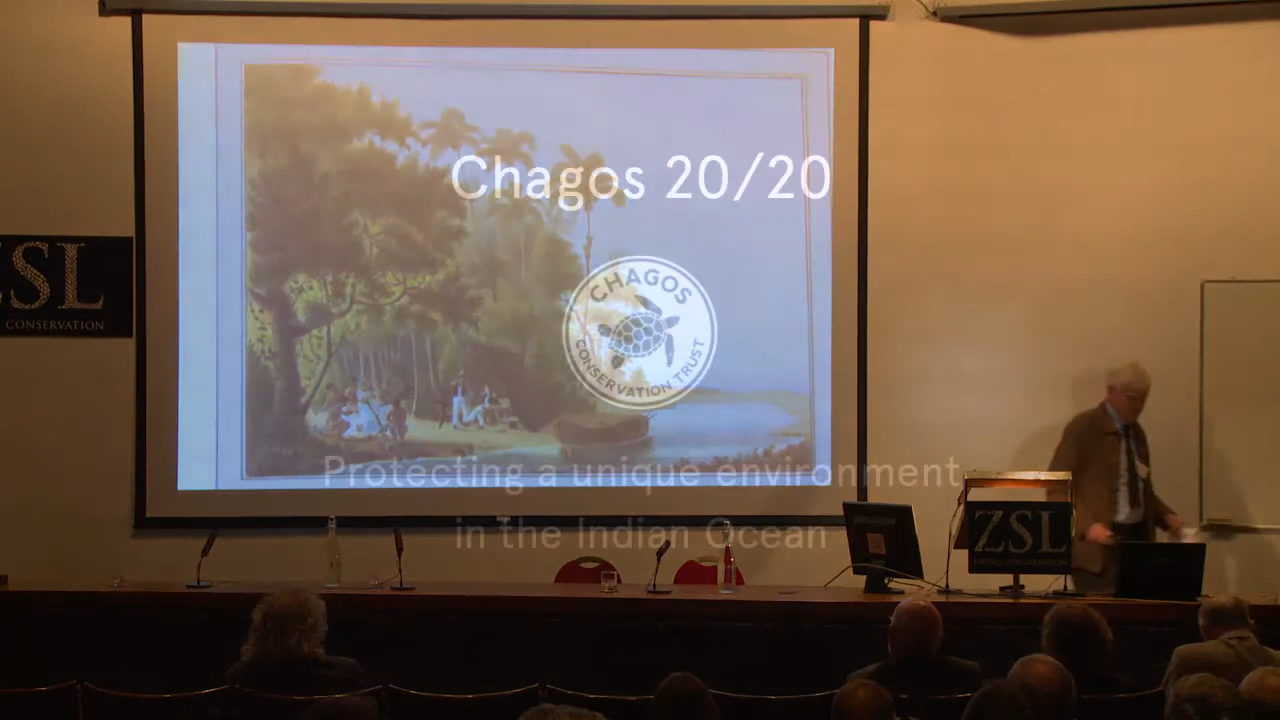 Chagos 20/20
CHAGOS
CONSERVATION TRUST
Protecting a unique environment
in the Indian Ocean
ZSL
CONSERVATION
ZSL